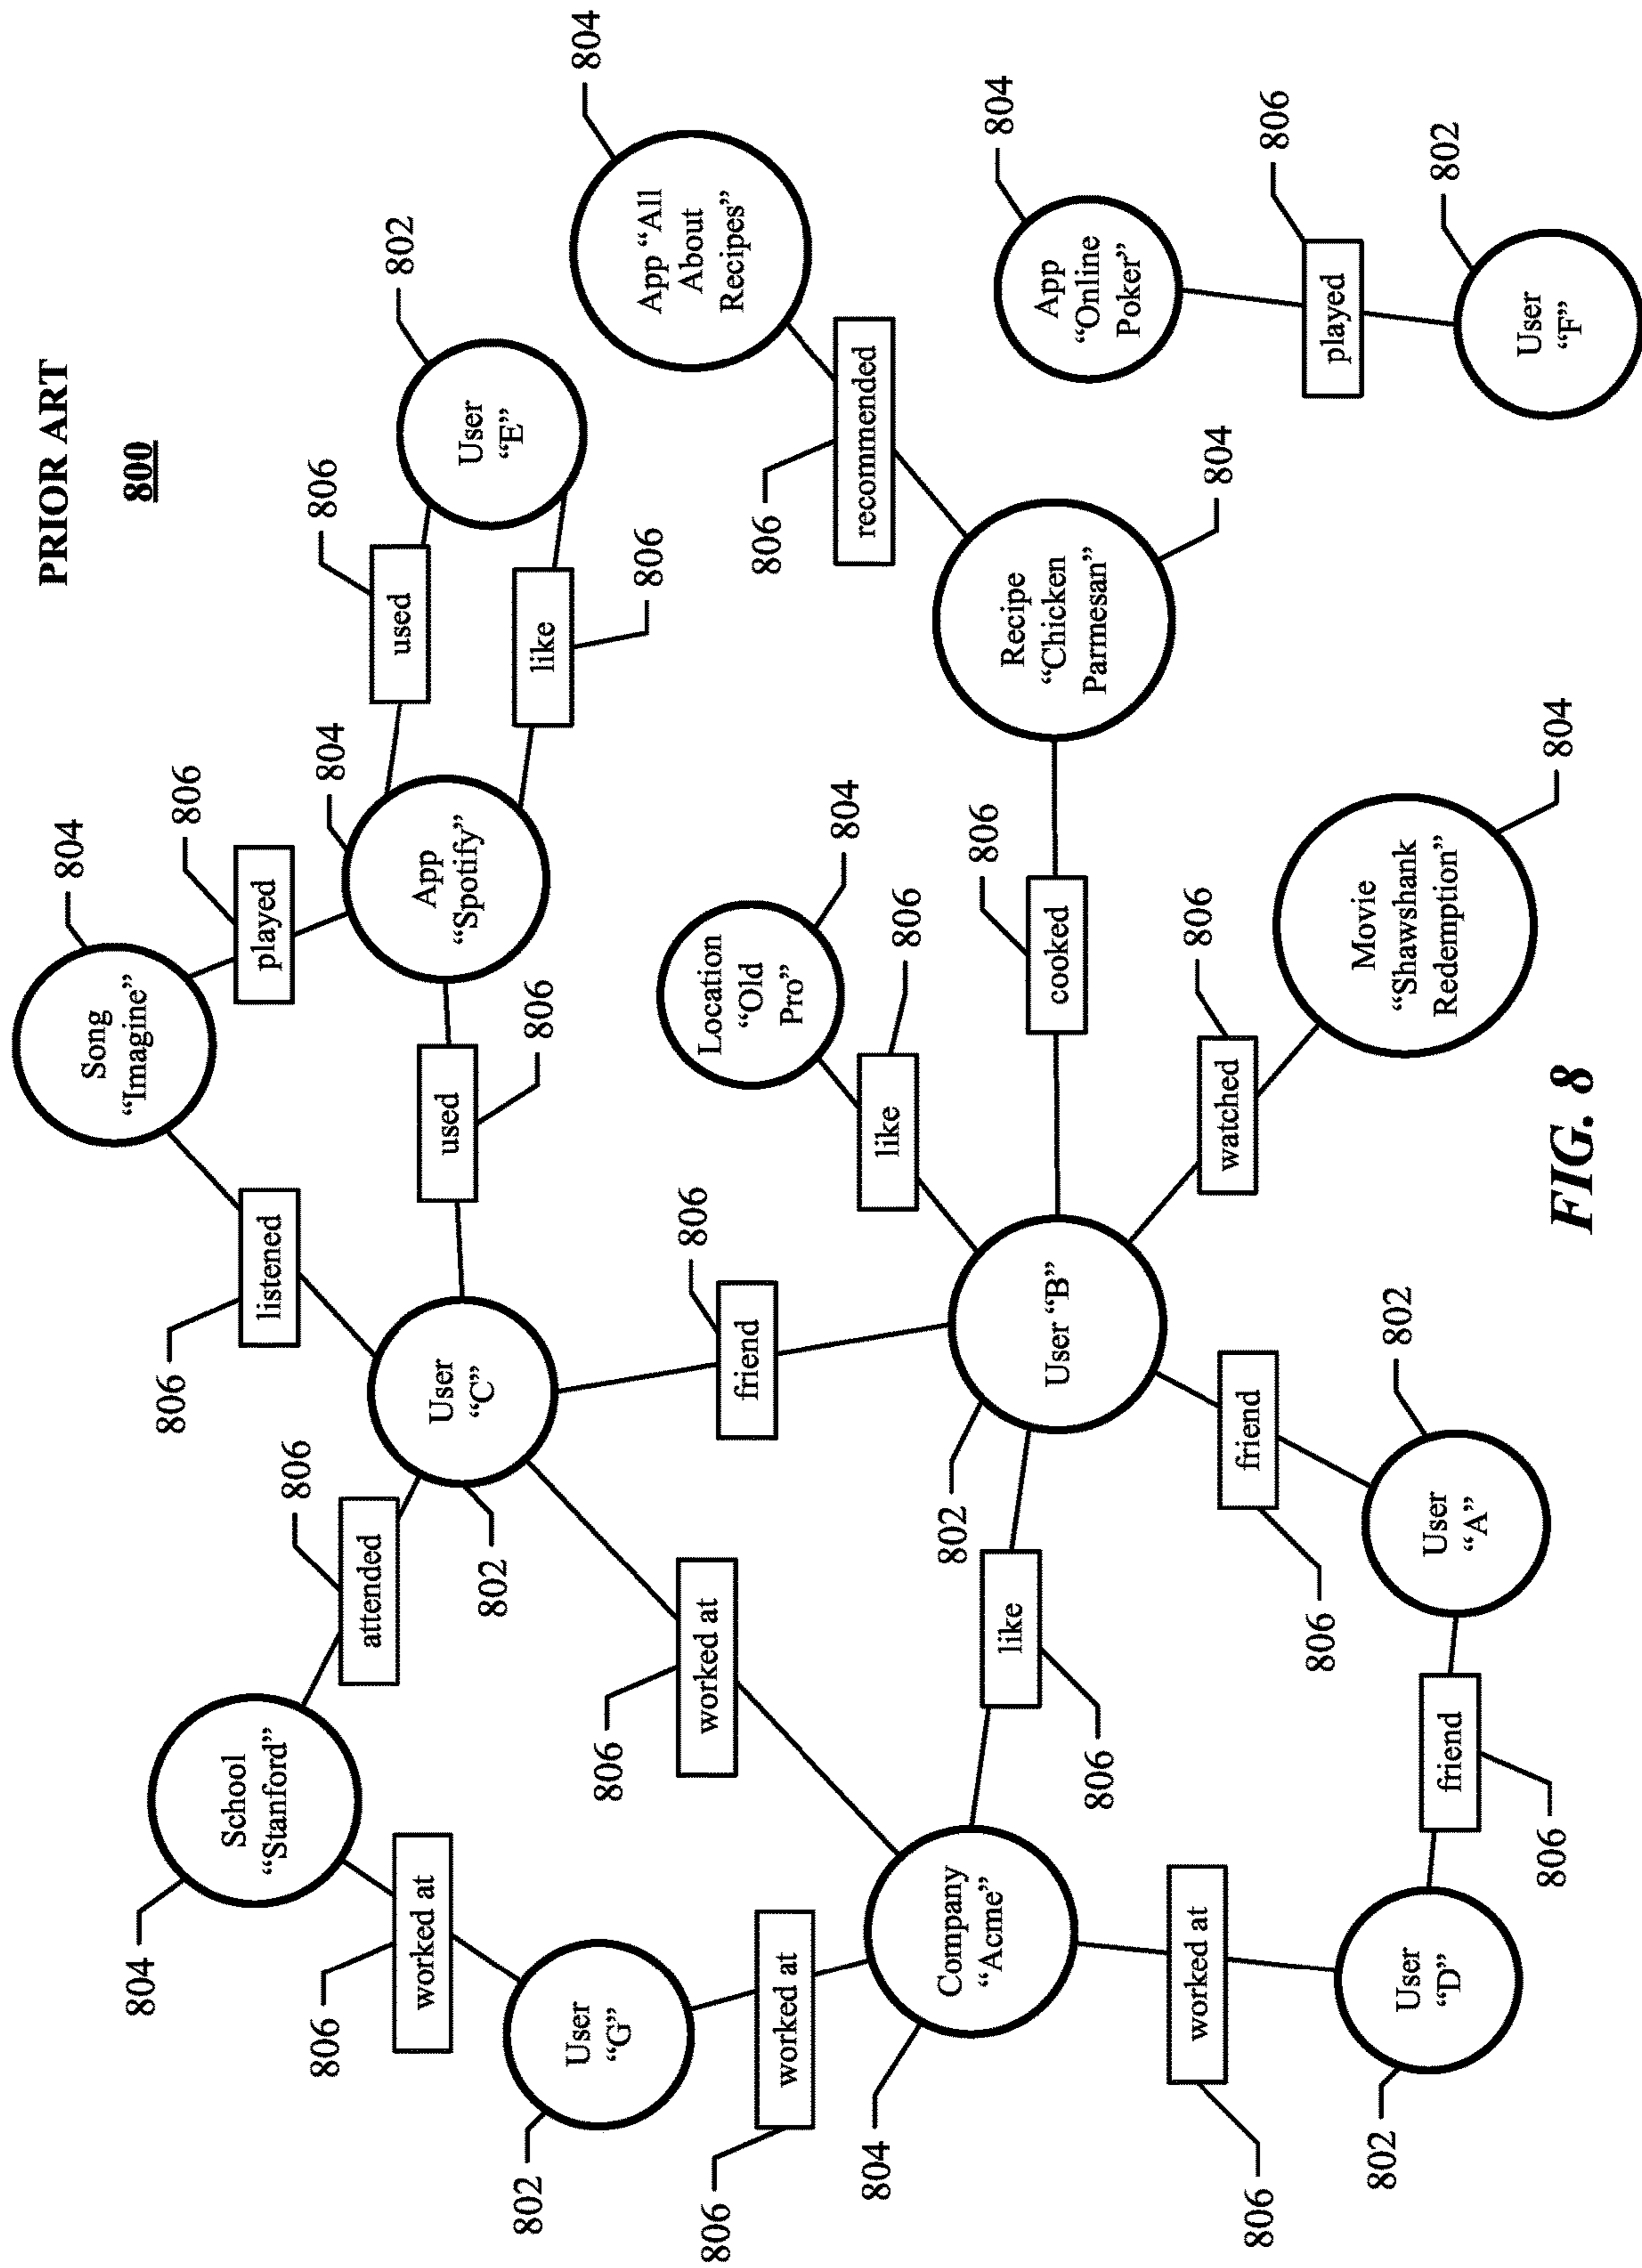 PRIOR ART
800
804
Song
“Imagine”
804
806
806
School
“Stanford”
listened
played
806
806
806
804
802
attended
used
worked at
App
“Spotify”
User
“C”
used
User
“E”
802
802
806
like
User
“G”
804
806
806
App “All
About
Recipes”
806
worked at
Location
“Old
Pro”
806
friend
806
worked at
804
recommended
804
like
806
Company
“Acme”
802
806
804
like
Recipe
“Chicken
Parmesan”
App
“Online
Poker”
User “B”
cooked
806
806
804
worked at
watched
friend
806
806
806
played
Movie
“Shawshank
Redemption”
802
802
User
“D”
User
“A”
802
friend
User
“F”
806
804
FIG. 8